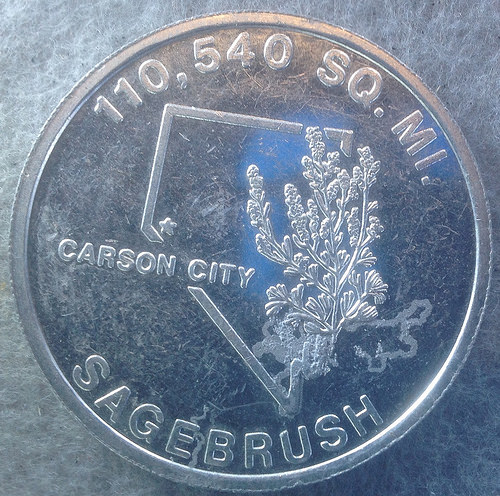 110,540 SQ. MI.
CARSON CITY
SAGEBRUSH